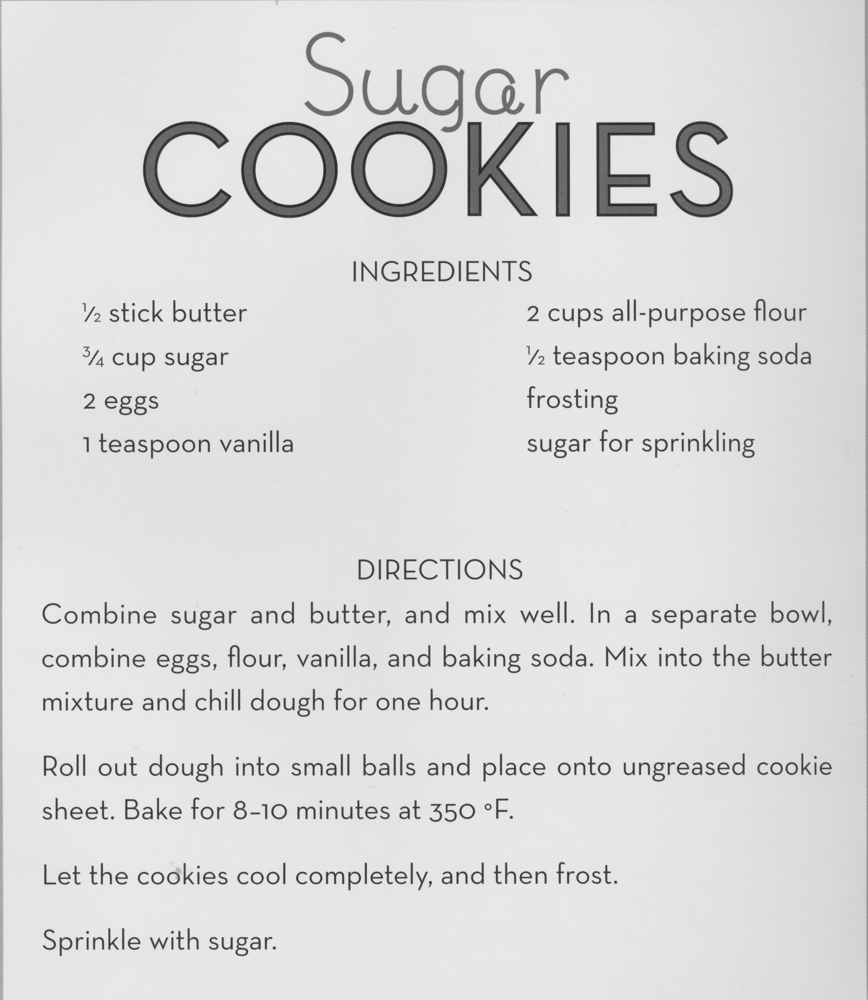 Sugar
COOKIES
INGREDIENTS
½ stick butter
¾ cup sugar
2 eggs
1 teaspoon vanilla
2 cups all-purpose flour
½ teaspoon baking soda
frosting
sugar for sprinkling
DIRECTIONS
Combine sugar and butter, and mix well. In a separate bowl,
combine eggs, flour, vanilla, and baking soda. Mix into the butter
mixture and chill dough for one hour.
Roll out dough into small balls and place onto ungreased cookie
sheet. Bake for 8–10 minutes at 350 °F.
Let the cookies cool completely, and then frost.
Sprinkle with sugar.